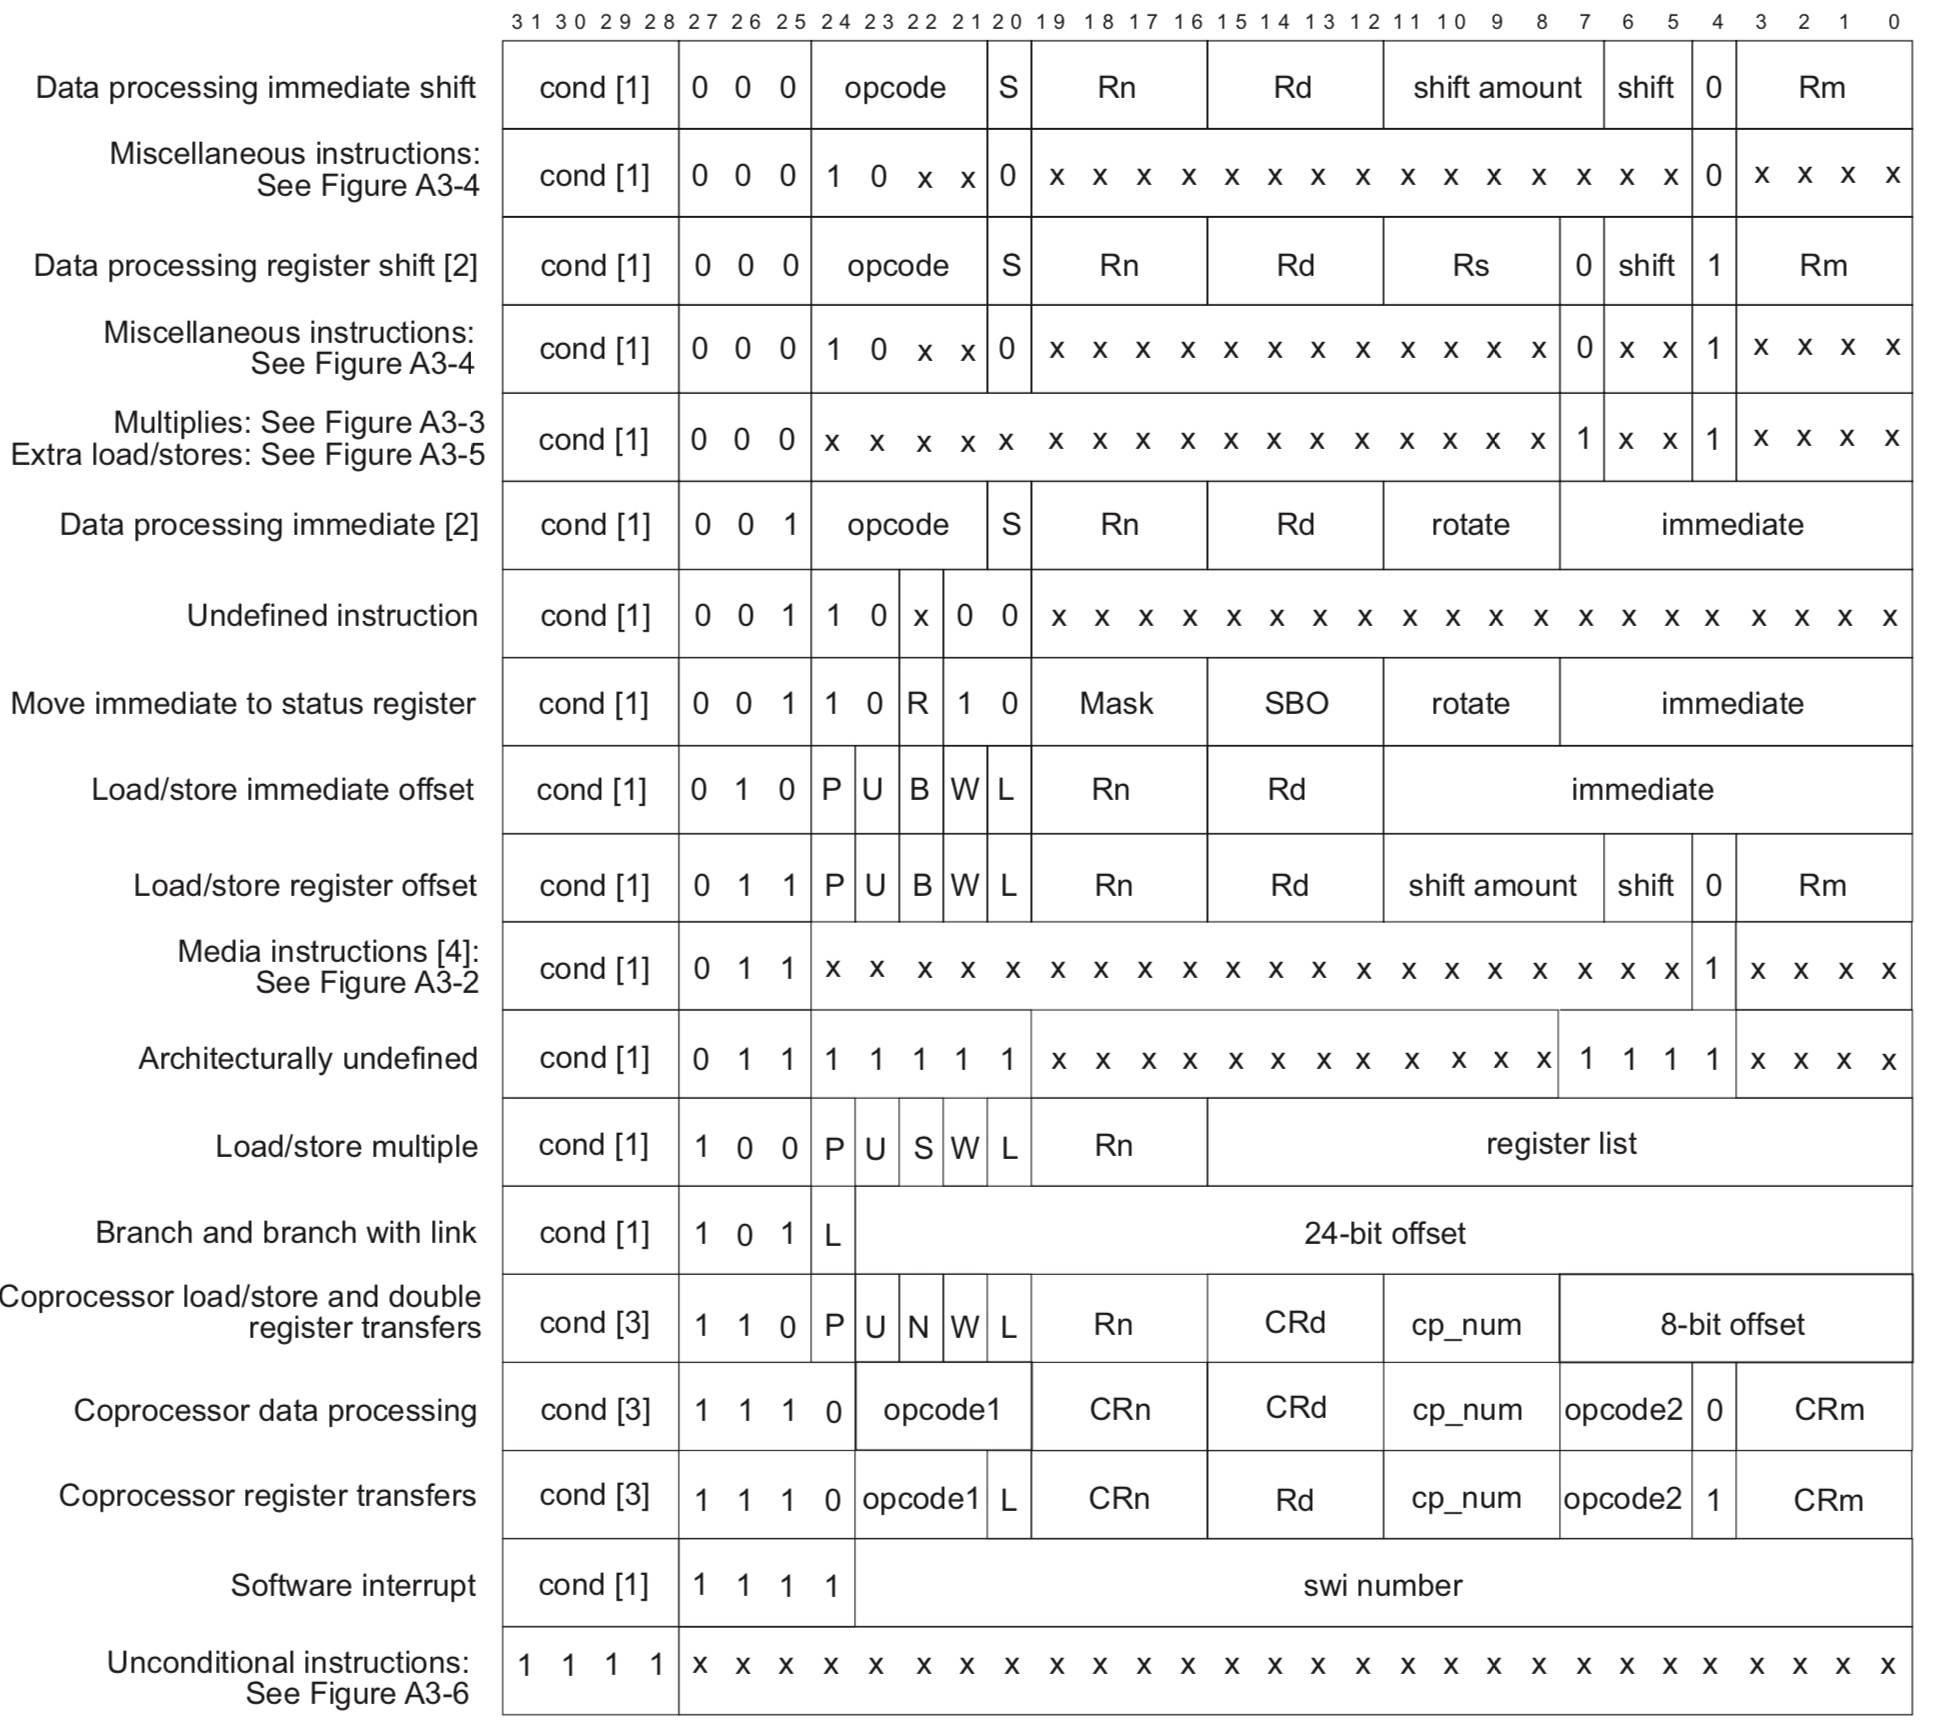 31 30 29 28 27 26 25 24 23 22 21 20 19 18 17 16 15 14 13 12 11 10 9 8 7 6 5 4 3 2 1 0
Data processing immediate shift cond [1] 0 0 0 opcode S Rn Rd shift amount shift 0 Rm
Miscellaneous instructions:
See Figure A3-4 cond [1] 0 0 0 1 0 x x 0 x x x x x x x x x x x x x x x 0 x x x x
Data processing register shift [2] cond [1] 0 0 0 opcode S Rn Rd Rs 0 shift 1 Rm
Miscellaneous instructions:
See Figure A3-4 cond [1] 0 0 0 1 0 x x 0 x x x x x x x x x x x x 0 x x 1 x x x x
Multiplies: See Figure A3-3
Extra load/stores: See Figure A3-5 cond [1] 0 0 0 x x x x x x x x x x x x x x x x x 1 x x 1 x x x x
Data processing immediate [2] cond [1] 0 0 1 opcode S Rn Rd rotate immediate
Undefined instruction cond [1] 0 0 1 1 0 x 0 0 x x x x x x x x x x x x x x x x x x x x
Move immediate to status register cond [1] 0 0 1 1 0 R 1 0 Mask SBO rotate immediate
Load/store immediate offset cond [1] 0 1 0 P U B W L Rn Rd immediate
Load/store register offset cond [1] 0 1 1 P U B W L Rn Rd shift amount shift 0 Rm
Media instructions [4]:
See Figure A3-2 cond [1] 0 1 1 x x x x x x x x x x x x x x x x x x x x 1 x x x x
Architecturally undefined cond [1] 0 1 1 1 1 1 1 1 x x x x x x x x x x x x 1 1 1 1 x x x x
Load/store multiple cond [1] 1 0 0 P U S W L Rn register list
Branch and branch with link cond [1] 1 0 1 L 24-bit offset
Coprocessor load/store and double
register transfers cond [3] 1 1 0 P U N W L Rn CRd cp_num 8-bit offset
Coprocessor data processing cond [3] 1 1 1 0 opcode1 CRn CRd cp_num opcode2 0 CRm
Coprocessor register transfers cond [3] 1 1 1 0 opcode1 L CRn Rd cp_num opcode2 1 CRm
Software interrupt cond [1] 1 1 1 1 swi number
Unconditional instructions:
See Figure A3-6 1 1 1 1 x x x x x x x x x x x x x x x x x x x x x x x x x x x x